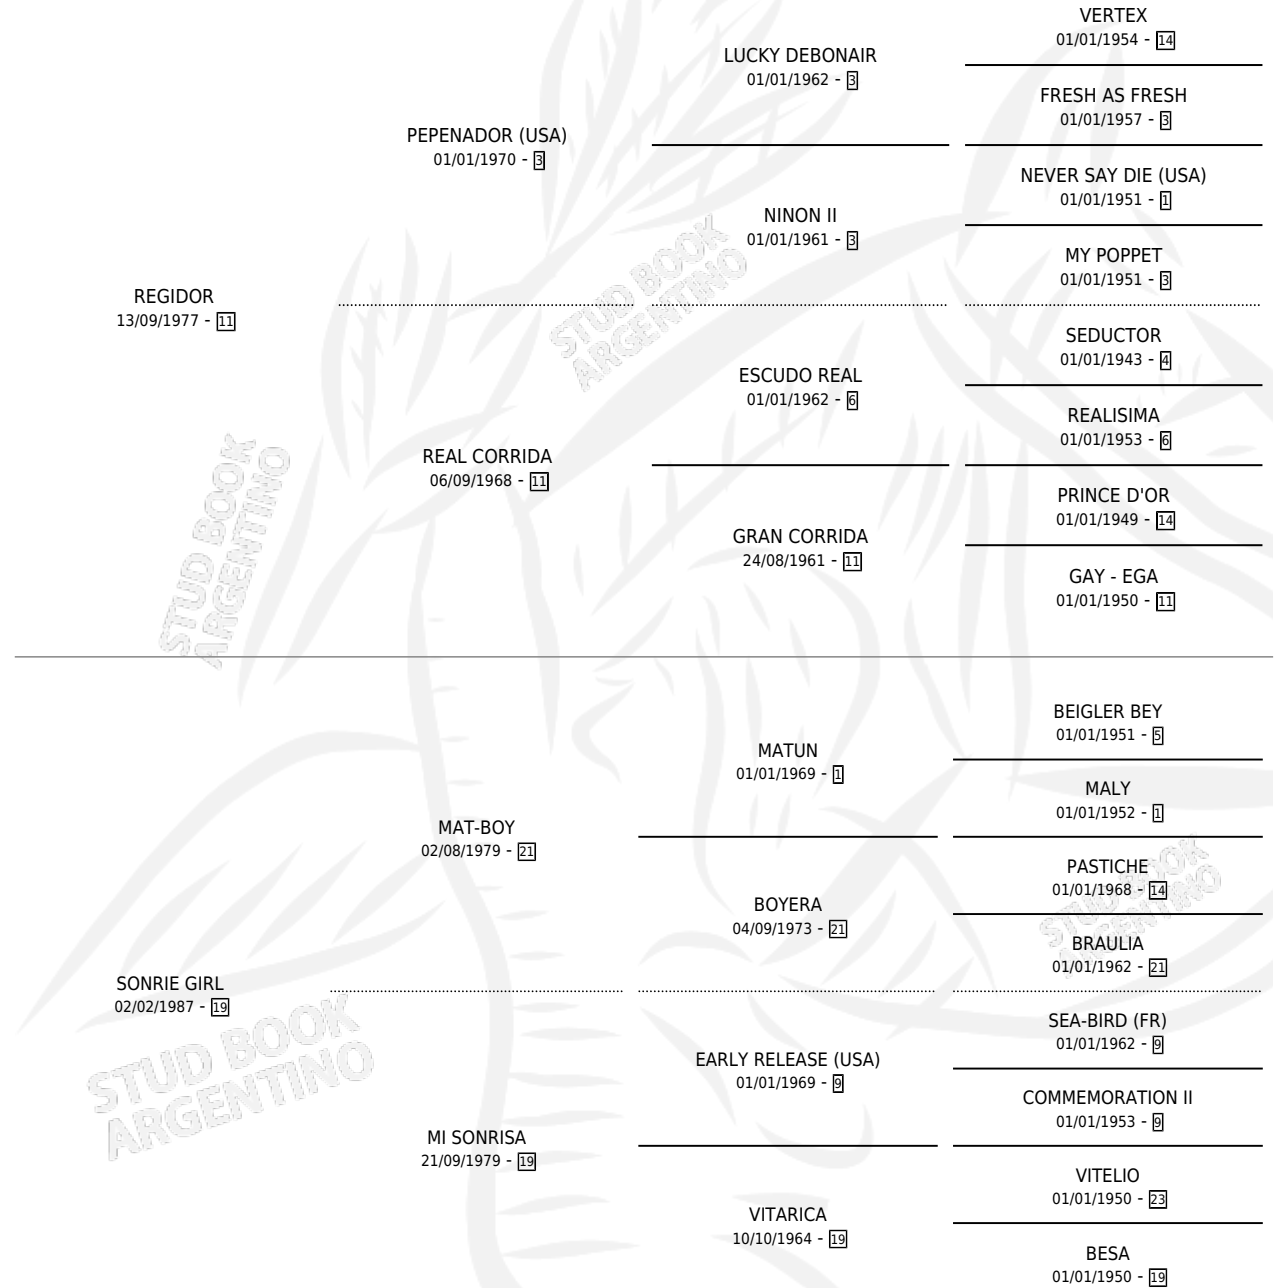 VERTEX
01/01/1954 - 14
LUCKY DEBONAIR
01/01/1962 - 3
FRESH AS FRESH
01/01/1957 - 3
PEPENADOR (USA)
01/01/1970 - 3
NEVER SAY DIE (USA)
01/01/1951 - 1
NINON II
01/01/1961 - 3
MY POPPET
01/01/1951 - 3
REGIDOR
13/09/1977 - 11
SEDUCTOR
01/01/1943 - 4
ESCUDO REAL
01/01/1962 - 6
REALISIMA
01/01/1953 - 6
REAL CORRIDA
06/09/1968 - 11
PRINCE D'OR
01/01/1949 - 14
GRAN CORRIDA
24/08/1961 - 11
GAY - EGA
01/01/1950 - 11
BEIGLER BEY
01/01/1951 - 5
MATUN
01/01/1969 - 1
MALY
01/01/1952 - 1
MAT-BOY
02/08/1979 - 21
PASTICHE
01/01/1968 - 14
BOYERA
04/09/1973 - 21
BRAULIA
01/01/1962 - 21
SONRIE GIRL
02/02/1987 - 19
SEA-BIRD (FR)
01/01/1962 - 9
EARLY RELEASE (USA)
01/01/1969 - 9
COMMEMORATION II
01/01/1953 - 9
MI SONRISA
21/09/1979 - 19
VITELIO
01/01/1950 - 23
VITARICA
10/10/1964 - 19
BESA
01/01/1950 - 19
STUD BOOK
ARGENTINO
STUD BOOK
ARGENTINO
STUD BOOK
ARGENTINO
STUD BOOK
ARGENTINO